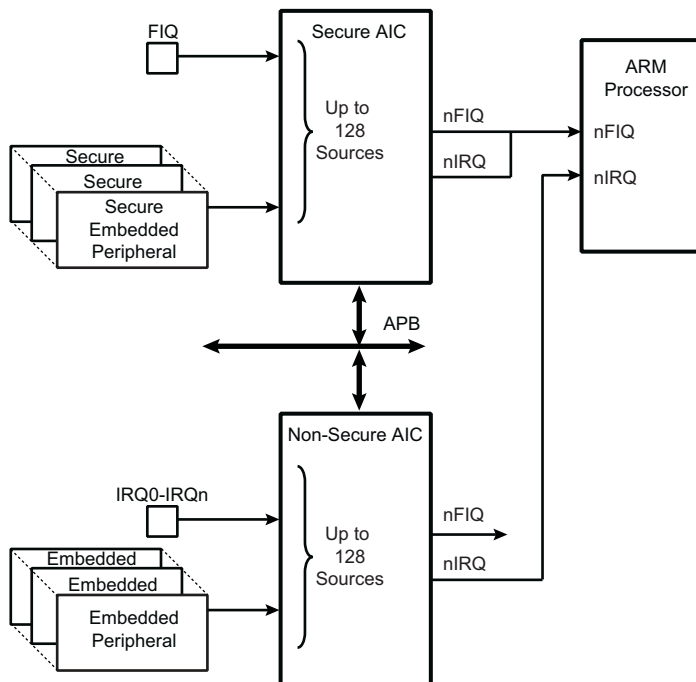 FIQ
Secure AIC
Up to
128
Sources
nFIQ
nIRQ
ARM
Processor
nFIQ
nIRQ
Secure
Secure
Secure
Embedded
Peripheral
APB
Non-Secure AIC
IRQ0-IRQn
Up to
128
Sources
nFIQ
nIRQ
Embedded
Embedded
Embedded
Peripheral